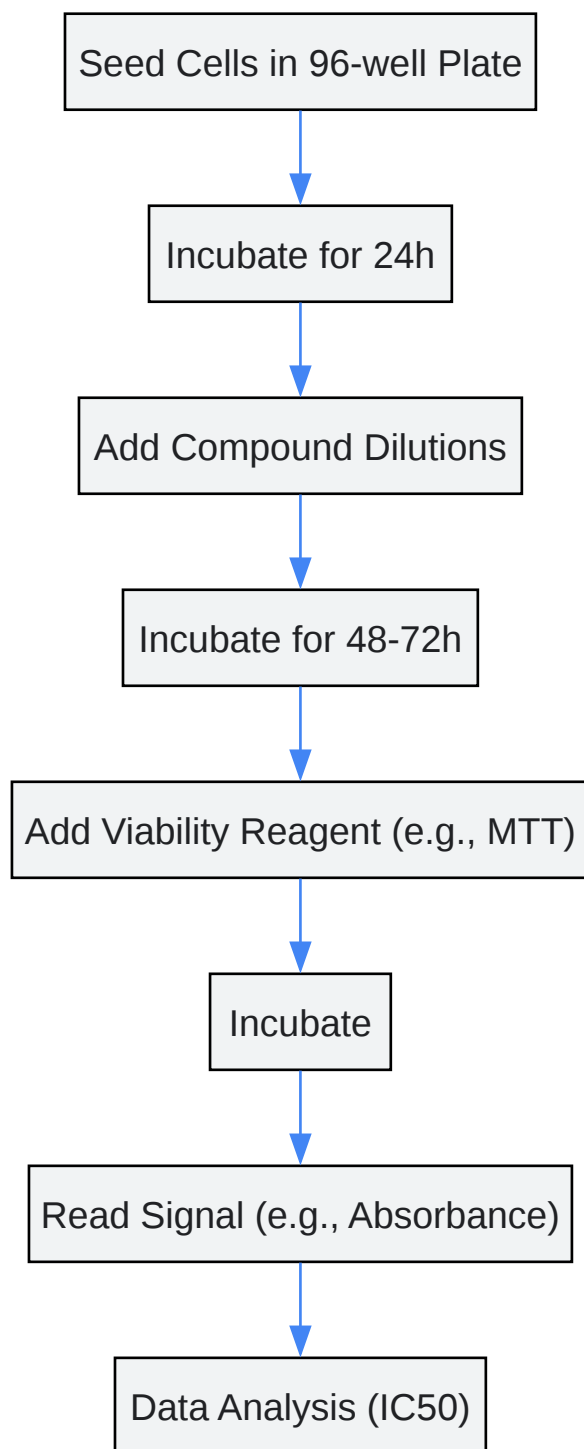 Seed Cells in 96-well Plate
Incubate for 24h
Add Compound Dilutions
Incubate for 48-72h
Add Viability Reagent (e.g., MTT)
Incubate
Read Signal (e.g., Absorbance)
Data Analysis (IC50)